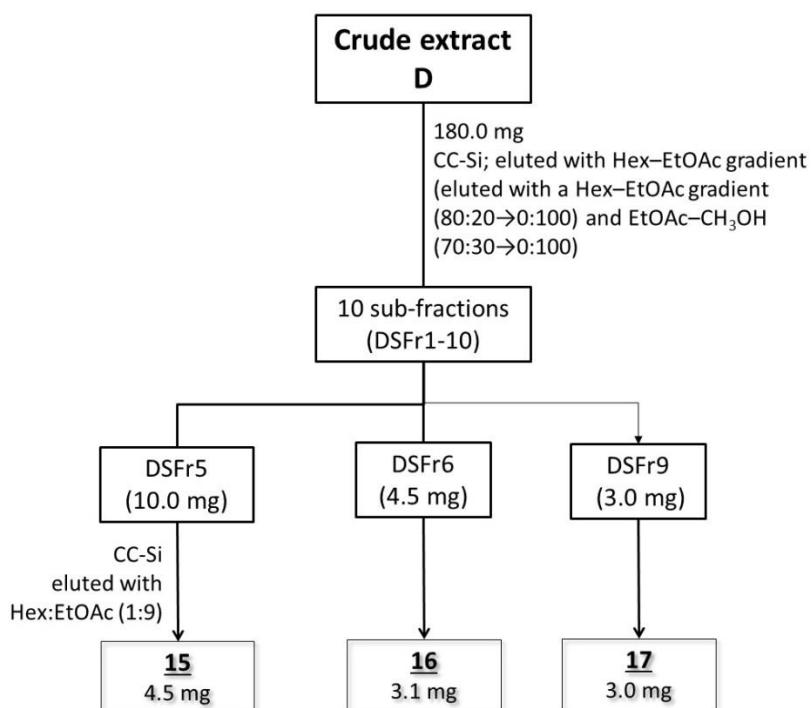 Crude extract
D
180.0 mg
CC-Si; eluted with Hex–EtOAc gradient
(eluted with a Hex–EtOAc gradient
(80:20→0:100) and EtOAc–CH₃OH
(70:30→0:100)
10 sub-fractions
(DSFr1-10)
DSFr5
(10.0 mg)
DSFr6
(4.5 mg)
DSFr9
(3.0 mg)
CC-Si
eluted with
Hex:EtOAc (1:9)
15
4.5 mg
16
3.1 mg
17
3.0 mg